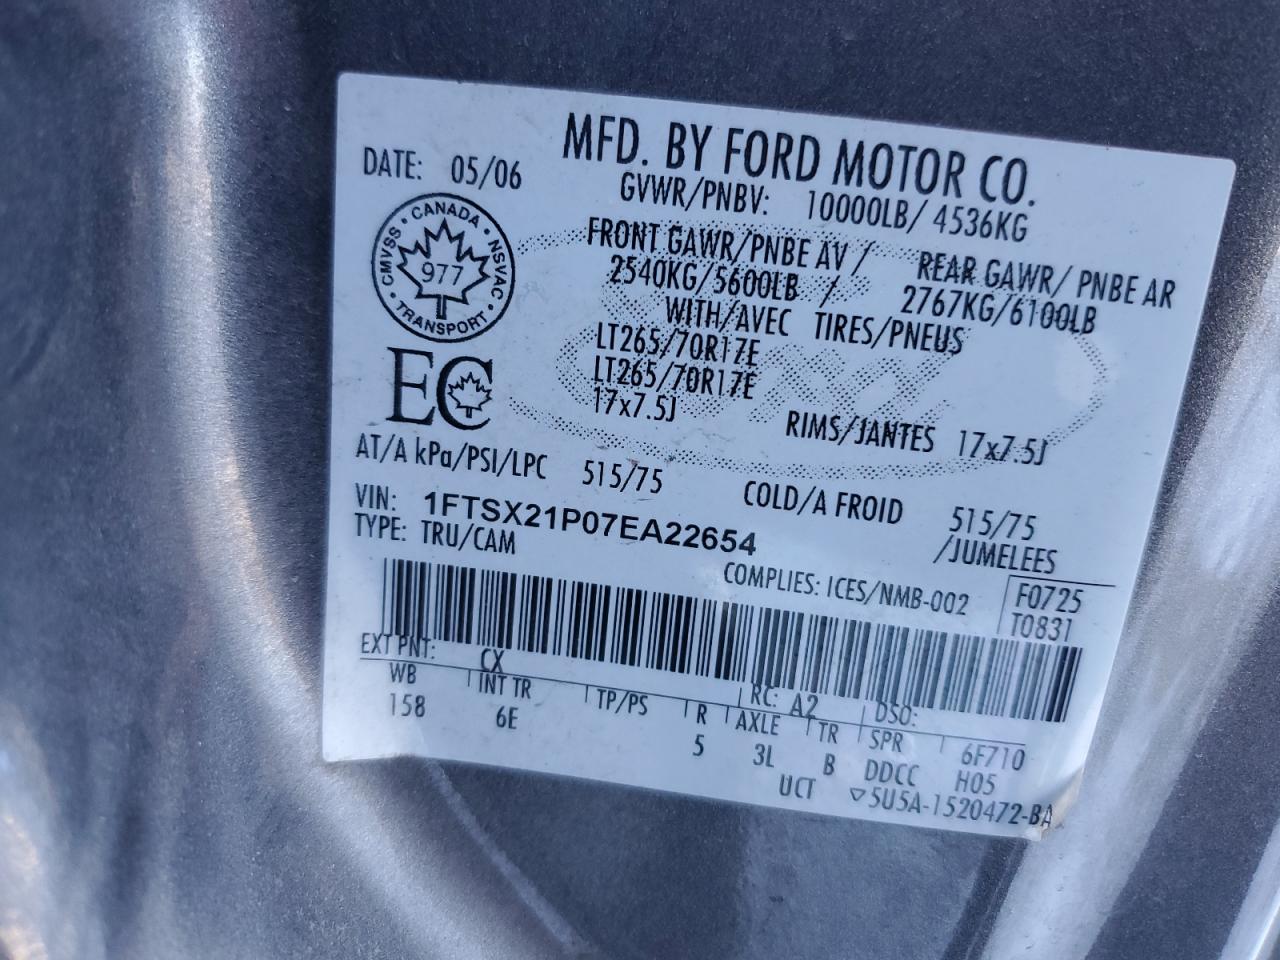 MFD. BY FORD MOTOR CO.
DATE: 05/06
GVWR/PNBV: 10000LB/ 4536KG
CANADA · NSVAC · TRANSPORT · CMVSS ·
977
FRONT GAWR/PNBE AV / REAR GAWR/ PNBE AR
2540KG/5600LB / 2767KG/6100LB
WITH/AVEC TIRES/PNEUS
LT265/70R17E
LT265/70R17E
17x7.5J RIMS/JANTES 17x7.5J
EC
AT/A kPa/PSI/LPC 515/75 COLD/A FROID 515/75
VIN: 1FTSX21P07EA22654 /JUMELEES
TYPE: TRU/CAM
COMPLIES: ICES/NMB-002
F0725
T0831
EXT PNT: CX RC: A2 DSO:
WB INT TR TP/PS R AXLE TR SPR 6F710
158 6E 5 3L B DDCC H05
UCT ▽5U5A-1520472-BA